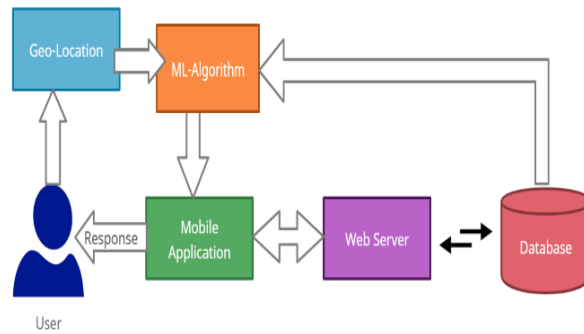 Geo-Location
ML-Algorithm
Response
Mobile
Application
Web Server
Database
User